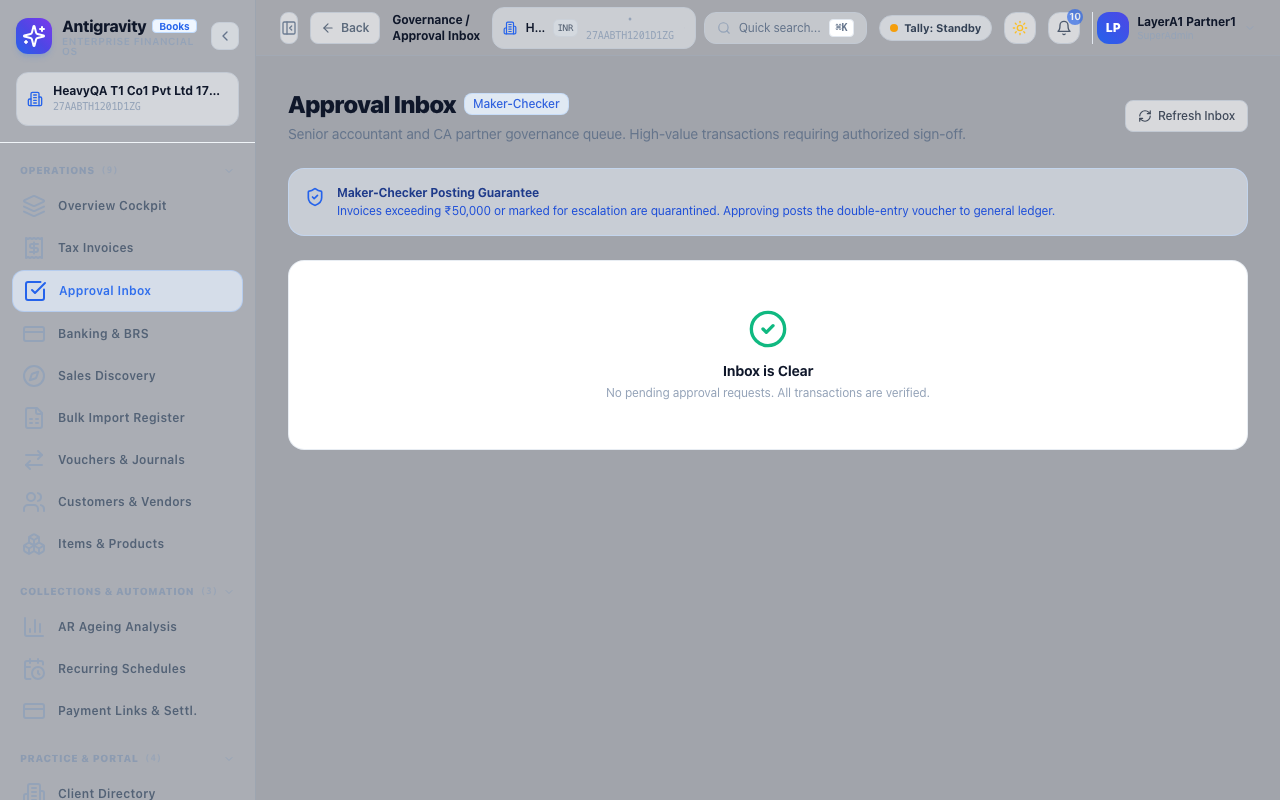 Antigravity Books
ENTERPRISE FINANCIAL OS
HeavyQA T1 Co1 Pvt Ltd 17...
27AABTH1201D1ZG
OPERATIONS (9)
Overview Cockpit
Tax Invoices
Approval Inbox
Banking & BRS
Sales Discovery
Bulk Import Register
Vouchers & Journals
Customers & Vendors
Items & Products
COLLECTIONS & AUTOMATION
AR Ageing Analysis
Recurring Schedules
Payment Links & Settl.
PRACTICE & PORTAL (4)
Client Directory
Back
Governance /
Approval Inbox
H... INR
27AABTH1201D1ZG
Quick search... ⌘K
Tally: Standby
10
LP
LayerA1 Partner1
Approval Inbox Maker-Checker
Senior accountant and CA partner governance queue. High-value transactions requiring authorized sign-off.
Refresh Inbox
Maker-Checker Posting Guarantee
Invoices exceeding ₹50,000 or marked for escalation are quarantined. Approving posts the double-entry voucher to general ledger.
Inbox is Clear
No pending approval requests. All transactions are verified.